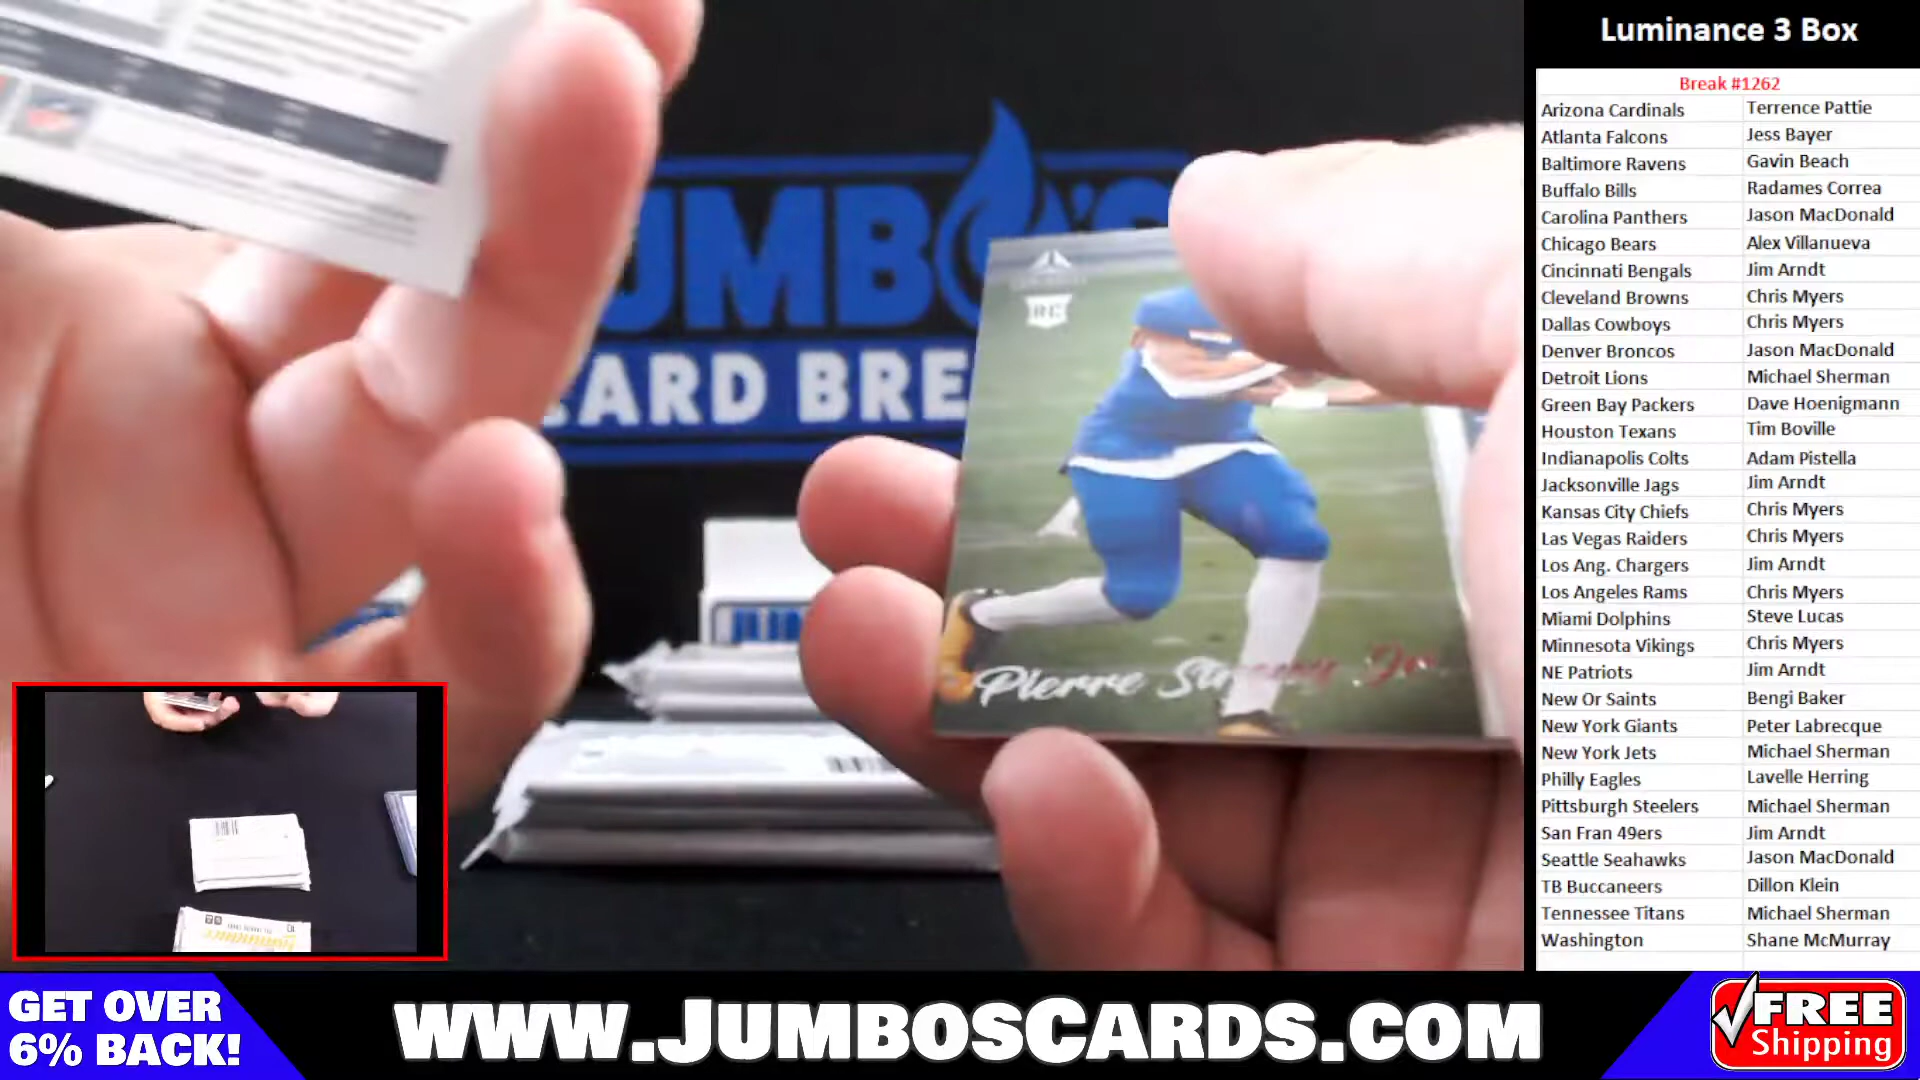 Luminance 3 Box
Break #1262
Arizona Cardinals Terrence Pattie
Atlanta Falcons Jess Bayer
Baltimore Ravens Gavin Beach
Buffalo Bills Radames Correa
Carolina Panthers Jason MacDonald
Chicago Bears Alex Villanueva
Cincinnati Bengals Jim Arndt
Cleveland Browns Chris Myers
Dallas Cowboys Chris Myers
Denver Broncos Jason MacDonald
Detroit Lions Michael Sherman
Green Bay Packers Dave Hoenigmann
Houston Texans Tim Boville
Indianapolis Colts Adam Pistella
Jacksonville Jags Jim Arndt
Kansas City Chiefs Chris Myers
Las Vegas Raiders Chris Myers
Los Ang. Chargers Jim Arndt
Los Angeles Rams Chris Myers
Miami Dolphins Steve Lucas
Minnesota Vikings Chris Myers
NE Patriots Jim Arndt
New Or Saints Bengi Baker
New York Giants Peter Labrecque
New York Jets Michael Sherman
Philly Eagles Lavelle Herring
Pittsburgh Steelers Michael Sherman
San Fran 49ers Jim Arndt
Seattle Seahawks Jason MacDonald
TB Buccaneers Dillon Klein
Tennessee Titans Michael Sherman
Washington Shane McMurray
UMBO'S
CARD BRE
RC
Pierre Strong Jr.
GET OVER
6% BACK!
WWW.JUMBOSCARDS.COM
FREE
Shipping